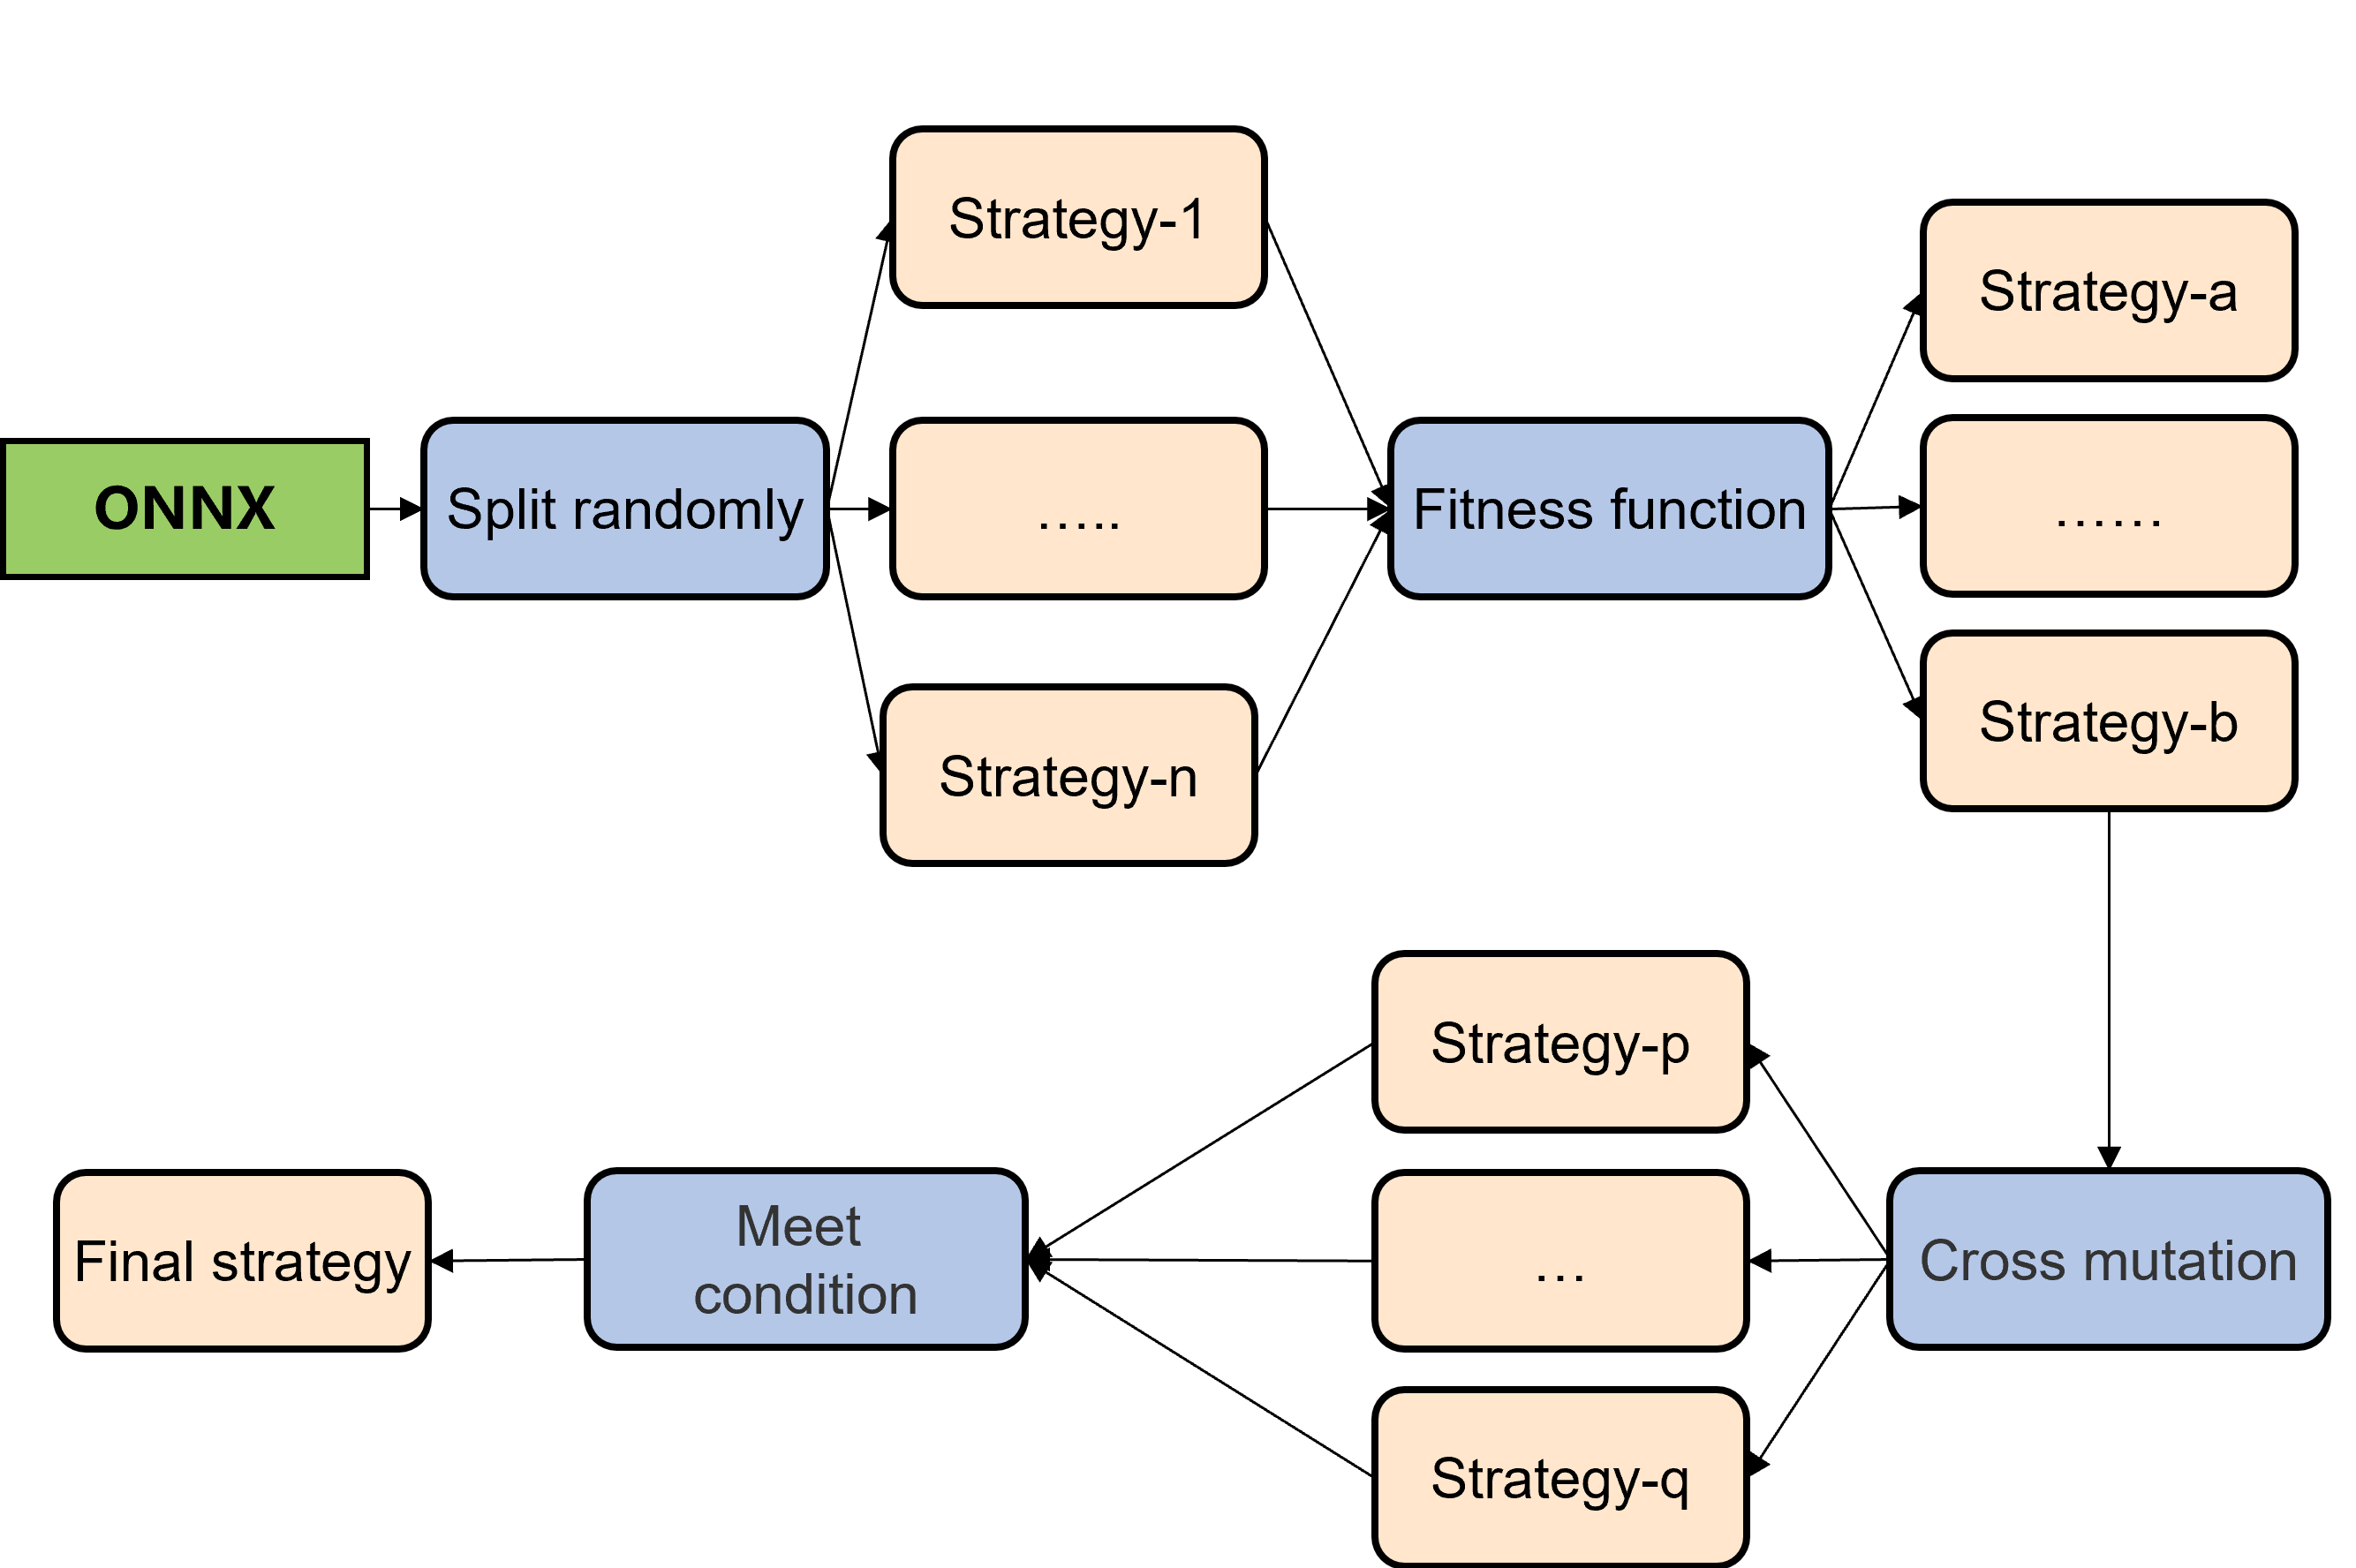 ONNX
Split randomly
Strategy-1
…..
Strategy-n
Fitness function
Strategy-a
……
Strategy-b
Cross mutation
Strategy-p
…
Strategy-q
Meet
condition
Final strategy